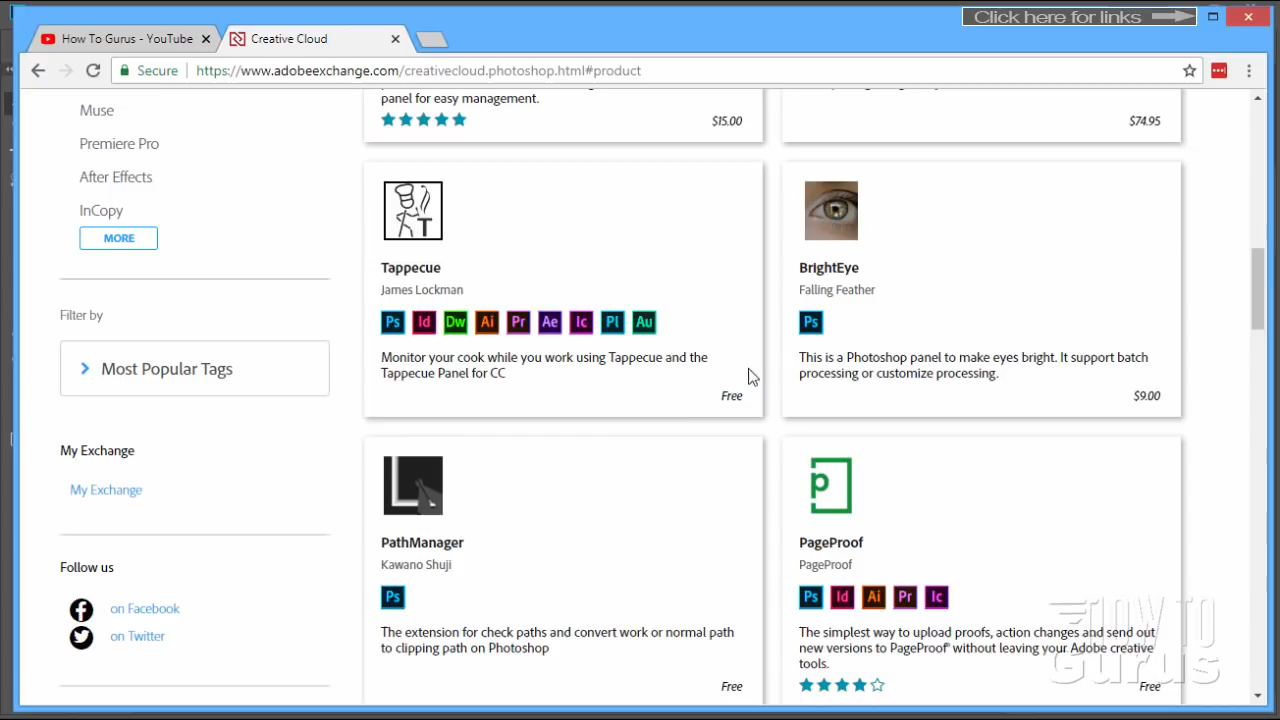 Click here for links
How To Gurus - YouTube
Creative Cloud
Secure
https://www.adobeexchange.com/creativecloud.photoshop.html#product
Muse
Premiere Pro
After Effects
InCopy
MORE
Filter by
Most Popular Tags
My Exchange
My Exchange
Follow us
on Facebook
on Twitter
panel for easy management.
$15.00
$74.95
T
Tappecue
James Lockman
Ps Id Dw Ai Pr Ae Ic Pl Au
Monitor your cook while you work using Tappecue and the
Tappecue Panel for CC
Free
BrightEye
Falling Feather
Ps
This is a Photoshop panel to make eyes bright. It support batch
processing or customize processing.
$9.00
PathManager
Kawano Shuji
Ps
The extension for check paths and convert work or normal path
to clipping path on Photoshop
Free
p
PageProof
PageProof
Ps Id Ai Pr Ic
The simplest way to upload proofs, action changes and send out
new versions to PageProof® without leaving your Adobe creative
tools.
Free
HOW TO
Gurus